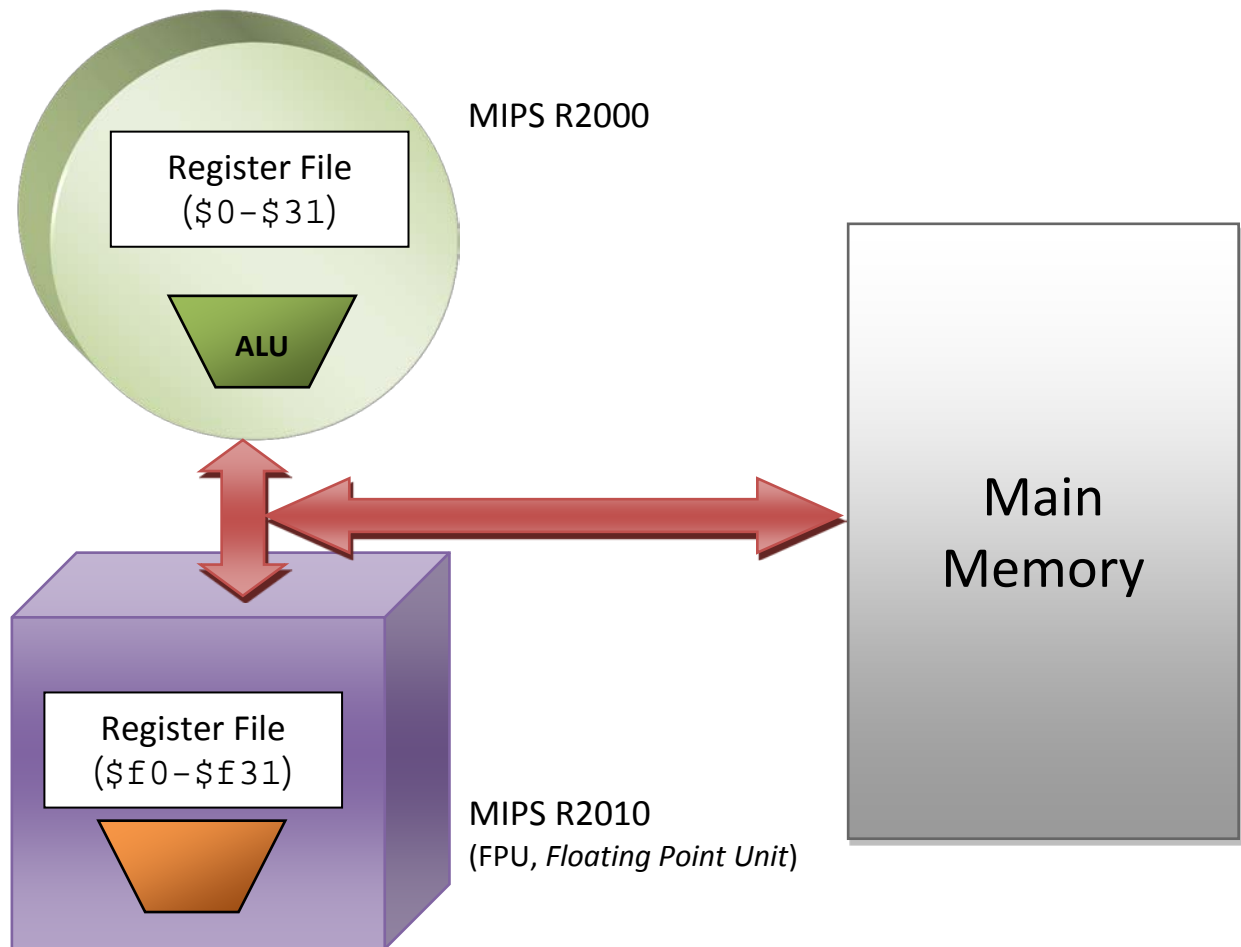 MIPS R2000
Register File
($0-$31)
ALU
Main
Memory
Register File
($f0-$f31)
MIPS R2010
(FPU, Floating Point Unit)